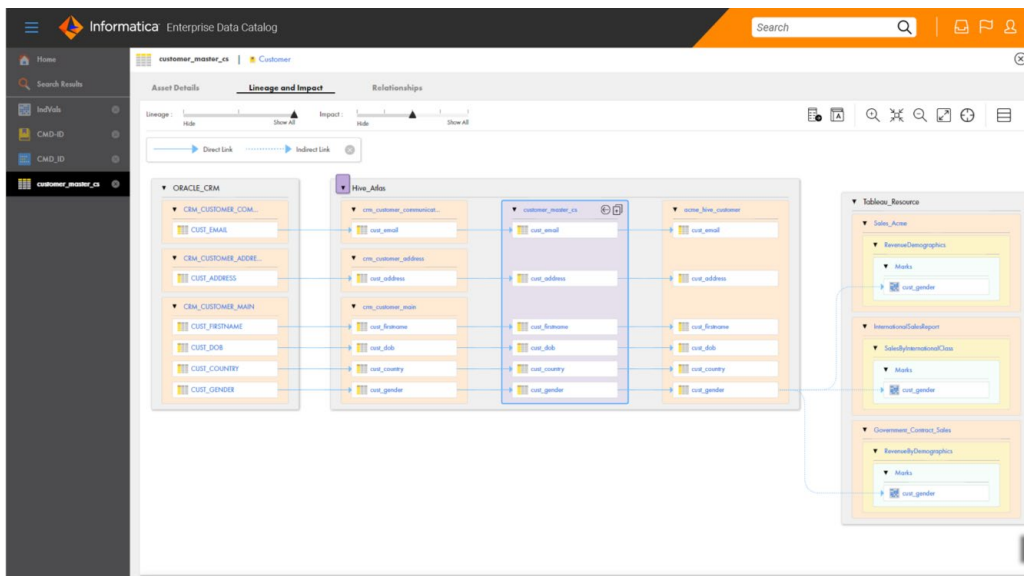 Informatica Enterprise Data Catalog
Search
Home
Search Results
IndVals
CMD-ID
CMD_ID
customer_master_cs
customer_master_cs | Customer
Asset Details Lineage and Impact Relationships
Lineage : Hide Show All Impact : Hide Show All
Direct Link Indirect Link
ORACLE_CRM
CRM_CUSTOMER_COM...
CUST_EMAIL
CRM_CUSTOMER_ADDRE...
CUST_ADDRESS
CRM_CUSTOMER_MAIN
CUST_FIRSTNAME
CUST_DOB
CUST_COUNTRY
CUST_GENDER
Hive_Atlas
crm_customer_communicat...
cust_email
crm_customer_address
cust_address
crm_customer_main
cust_firstname
cust_dob
cust_country
cust_gender
customer_master_cs
cust_email
cust_address
cust_firstname
cust_dob
cust_country
cust_gender
acme_hive_customer
cust_email
cust_address
cust_firstname
cust_dob
cust_country
cust_gender
Tableau_Resource
Sales_Acme
RevenueDemographics
Marks
cust_gender
InternationalSalesReport
SalesByInternationalClass
Marks
cust_gender
Government_Contract_Sales
RevenueByDemographics
Marks
cust_gender